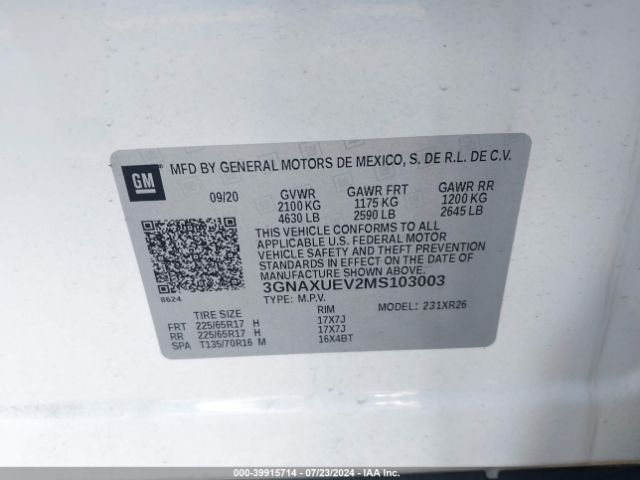 GM
MFD BY GENERAL MOTORS DE MEXICO, S. DE R.L. DE C.V.
09/20 GVWR GAWR FRT GAWR RR
2100 KG 1175 KG 1200 KG
4630 LB 2590 LB 2645 LB
THIS VEHICLE CONFORMS TO ALL
APPLICABLE U.S. FEDERAL MOTOR
VEHICLE SAFETY AND THEFT PREVENTION
STANDARDS IN EFFECT ON THE DATE OF
MANUFACTURE SHOWN ABOVE.
3GNAXUEV2MS103003
8624 TYPE: M.P.V. MODEL: 231XR26
TIRE SIZE RIM
FRT 225/65R17 H 17X7J
RR 225/65R17 H 17X7J
SPA T135/70R16 M 16X4BT
000-39915714 - 07/23/2024 - IAA Inc.